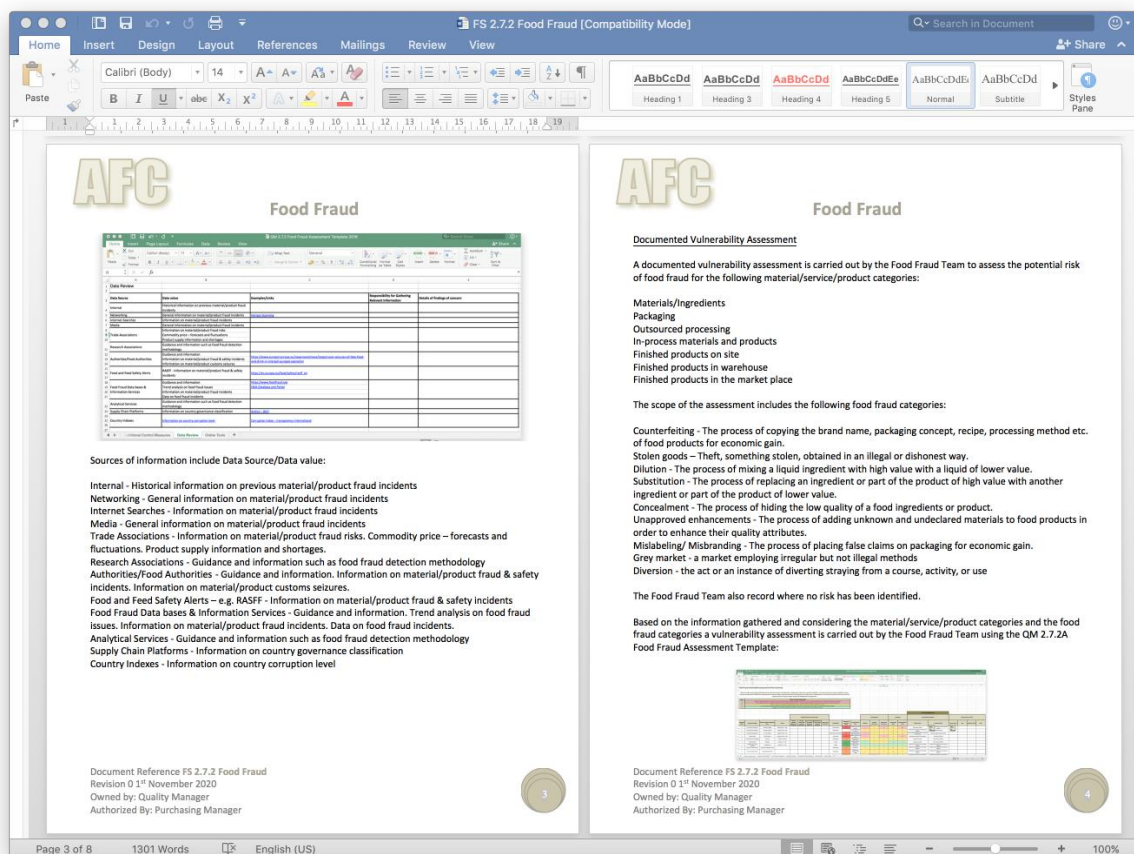 FS 2.7.2 Food Fraud [Compatibility Mode]
Search in Document
Home Insert Design Layout References Mailings Review View
Share
Paste
Calibri (Body) 14
AaBbCcDd AaBbCcDd AaBbCcDd AaBbCcDdEe AaBbCcDdEe AaBbCcDd
Heading 1 Heading 3 Heading 4 Heading 5 Normal Subtitle
Styles
Pane
AFC
Food Fraud
Sources of information include Data Source/Data value:
Internal - Historical information on previous material/product fraud incidents
Networking - General information on material/product fraud incidents
Internet Searches - Information on material/product fraud incidents
Media - General information on material/product fraud incidents
Trade Associations - Information on material/product fraud risks. Commodity price – forecasts and
fluctuations. Product supply information and shortages.
Research Associations - Guidance and information such as food fraud detection methodology
Authorities/Food Authorities - Guidance and information. Information on material/product fraud & safety
incidents. Information on material/product customs seizures.
Food and Feed Safety Alerts – e.g. RASFF - Information on material/product fraud & safety incidents
Food Fraud Data bases & Information Services - Guidance and information. Trend analysis on food fraud
issues. Information on material/product fraud incidents. Data on food fraud incidents.
Analytical Services - Guidance and information such as food fraud detection methodology
Supply Chain Platforms - Information on country governance classification
Country Indexes - Information on country corruption level
Document Reference FS 2.7.2 Food Fraud
Revision 0 1st November 2020
Owned by: Quality Manager
Authorized By: Purchasing Manager
3
AFC
Food Fraud
Documented Vulnerability Assessment
A documented vulnerability assessment is carried out by the Food Fraud Team to assess the potential risk
of food fraud for the following material/service/product categories:
Materials/Ingredients
Packaging
Outsourced processing
In-process materials and products
Finished products on site
Finished products in warehouse
Finished products in the market place
The scope of the assessment includes the following food fraud categories:
Counterfeiting - The process of copying the brand name, packaging concept, recipe, processing method etc.
of food products for economic gain.
Stolen goods – Theft, something stolen, obtained in an illegal or dishonest way.
Dilution - The process of mixing a liquid ingredient with high value with a liquid of lower value.
Substitution - The process of replacing an ingredient or part of the product of high value with another
ingredient or part of the product of lower value.
Concealment - The process of hiding the low quality of a food ingredients or product.
Unapproved enhancements - The process of adding unknown and undeclared materials to food products in
order to enhance their quality attributes.
Mislabeling/ Misbranding - The process of placing false claims on packaging for economic gain.
Grey market - a market employing irregular but not illegal methods
Diversion - the act or an instance of diverting straying from a course, activity, or use
The Food Fraud Team also record where no risk has been identified.
Based on the information gathered and considering the material/service/product categories and the food
fraud categories a vulnerability assessment is carried out by the Food Fraud Team using the QM 2.7.2A
Food Fraud Assessment Template:
Document Reference FS 2.7.2 Food Fraud
Revision 0 1st November 2020
Owned by: Quality Manager
Authorized By: Purchasing Manager
4
Page 3 of 8 1301 Words English (US) 100%